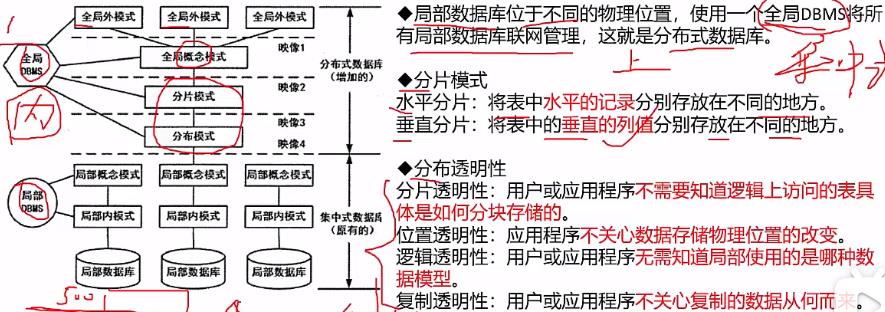 全局外模式 全局外模式 全局外模式
映像1
全局DBMS
全局概念模式
分布式数据库
(增加的)
映像2
分片模式
映像3
分布模式
映像4
局部概念模式 局部概念模式 局部概念模式
局部DBMS
局部内模式 局部内模式 局部内模式
集中式数据库
(原有的)
局部数据库 局部数据库 局部数据库
内
500
◆局部数据库位于不同的物理位置，使用一个全局DBMS将所
有局部数据库联网管理，这就是分布式数据库。
上
◆分片模式
水平分片：将表中水平的记录分别存放在不同的地方。
垂直分片：将表中的垂直的列值分别存放在不同的地方。
◆分布透明性
分片透明性：用户或应用程序不需要知道逻辑上访问的表具
体是如何分块存储的。
位置透明性：应用程序不关心数据存储物理位置的改变。
逻辑透明性：用户或应用程序无需知道局部使用的是哪种数
据模型。
复制透明性：用户或应用程序不关心复制的数据从何而来。